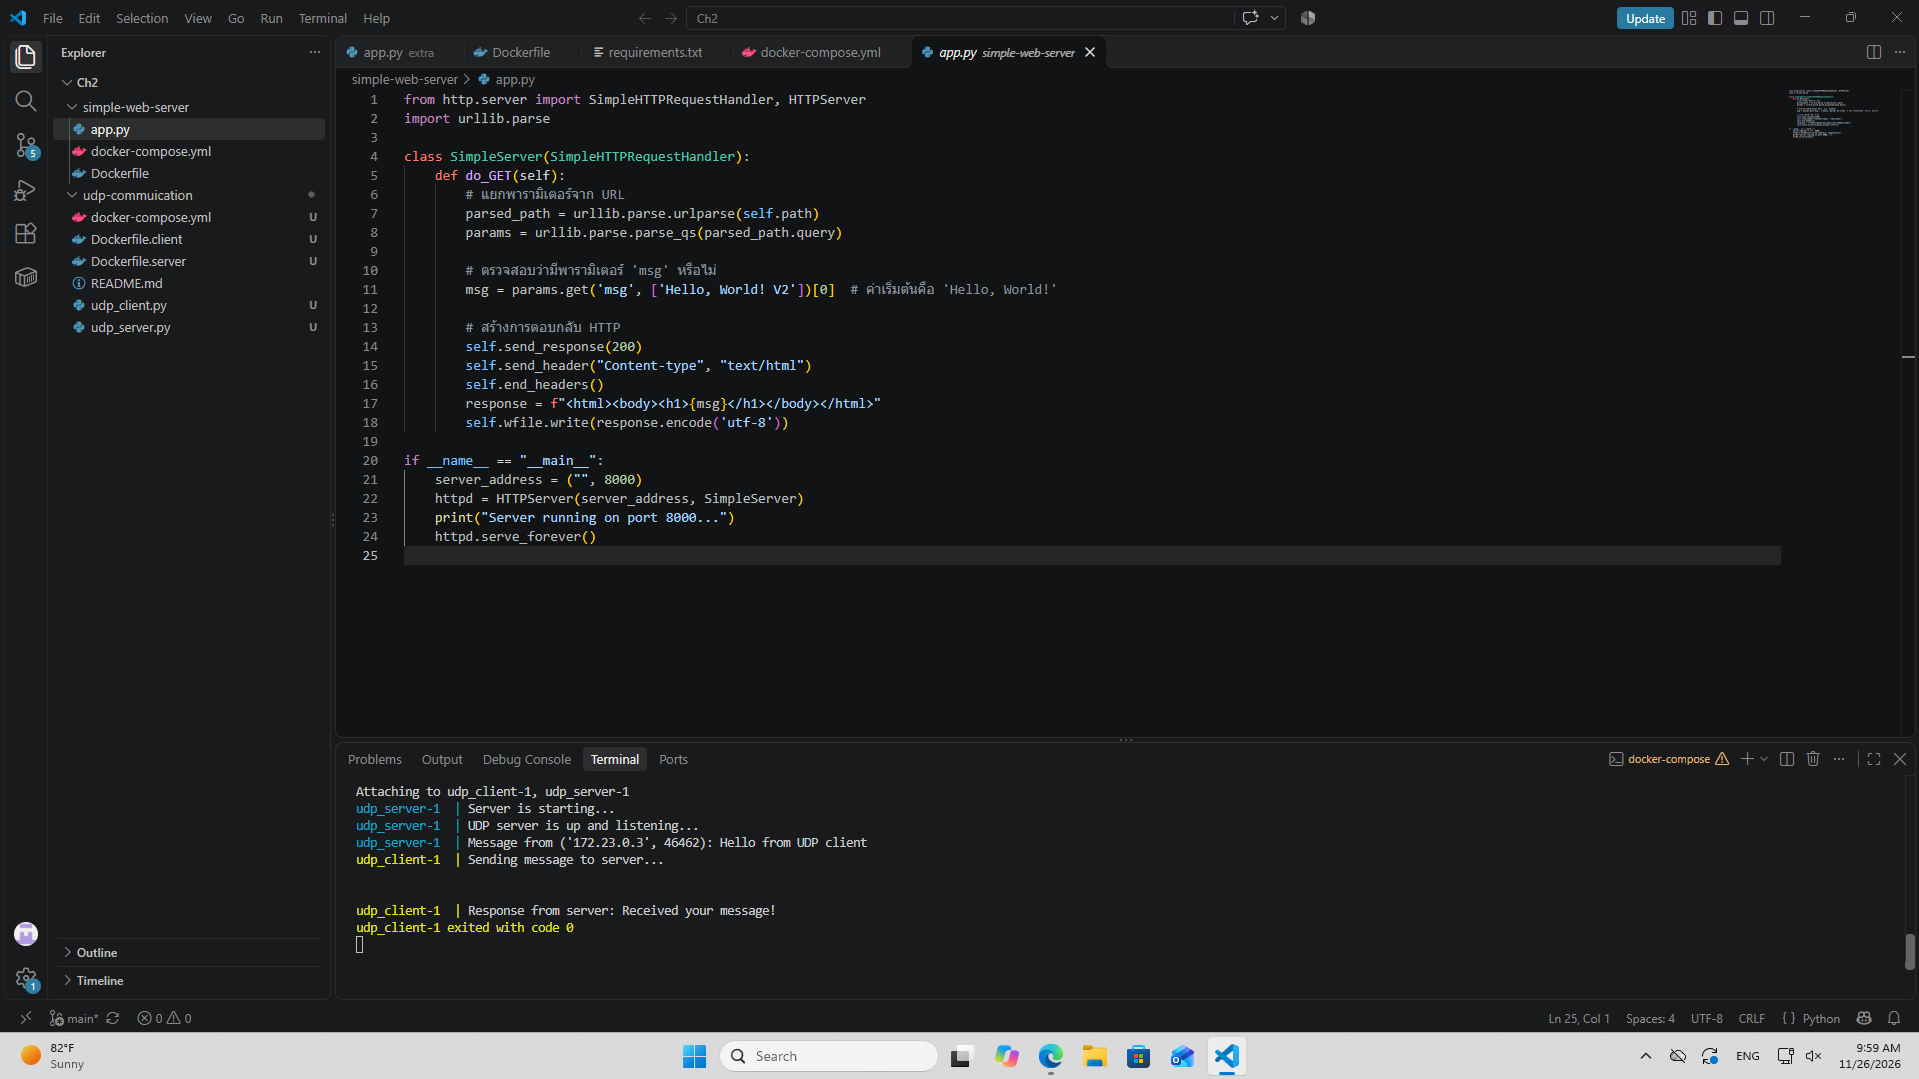 File Edit Selection View Go Run Terminal Help
Ch2
Update
Explorer
Ch2
simple-web-server
app.py
docker-compose.yml
Dockerfile
udp-commuication
docker-compose.yml U
Dockerfile.client U
Dockerfile.server U
README.md
udp_client.py U
udp_server.py U
Outline
Timeline
5
1
app.py extra
Dockerfile
requirements.txt
docker-compose.yml
app.py simple-web-server
simple-web-server > app.py
1 from http.server import SimpleHTTPRequestHandler, HTTPServer
2 import urllib.parse
3
4 class SimpleServer(SimpleHTTPRequestHandler):
5 def do_GET(self):
6 # แยกพารามิเตอร์จาก URL
7 parsed_path = urllib.parse.urlparse(self.path)
8 params = urllib.parse.parse_qs(parsed_path.query)
9
10 # ตรวจสอบว่ามีพารามิเตอร์ 'msg' หรือไม่
11 msg = params.get('msg', ['Hello, World! V2'])[0]  # ค่าเริ่มต้นคือ 'Hello, World!'
12
13 # สร้างการตอบกลับ HTTP
14 self.send_response(200)
15 self.send_header("Content-type", "text/html")
16 self.end_headers()
17 response = f"<html><body><h1>{msg}</h1></body></html>"
18 self.wfile.write(response.encode('utf-8'))
19
20 if __name__ == "__main__":
21 server_address = ("", 8000)
22 httpd = HTTPServer(server_address, SimpleServer)
23 print("Server running on port 8000...")
24 httpd.serve_forever()
25
Problems Output Debug Console Terminal Ports
docker-compose
Attaching to udp_client-1, udp_server-1
udp_server-1  | Server is starting...
udp_server-1  | UDP server is up and listening...
udp_server-1  | Message from ('172.23.0.3', 46462): Hello from UDP client
udp_client-1  | Sending message to server...
udp_client-1  | Response from server: Received your message!
udp_client-1 exited with code 0
main* 0 0
Ln 25, Col 1 Spaces: 4 UTF-8 CRLF { } Python
82°F
Sunny
Search
ENG
9:59 AM
11/26/2026